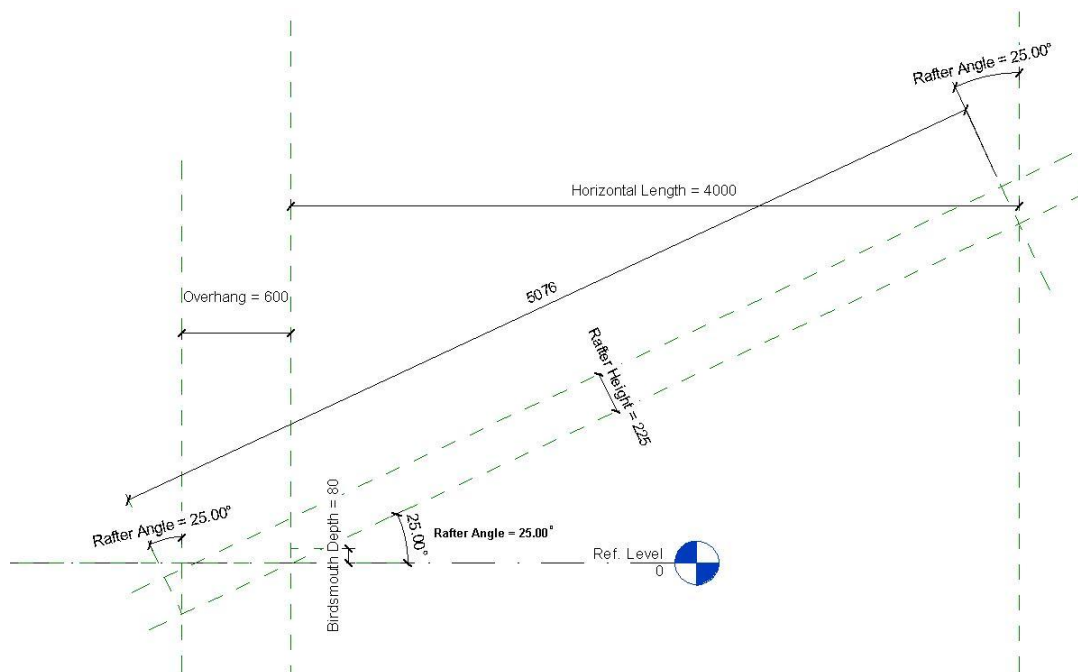 Rafter Angle = 25.00°
Horizontal Length = 4000
5076
Overhang = 600
Rafter Height = 225
Rafter Angle = 25.00°
Birdsmouth Depth = 80
25.00°
Rafter Angle = 25.00°
Ref. Level
0